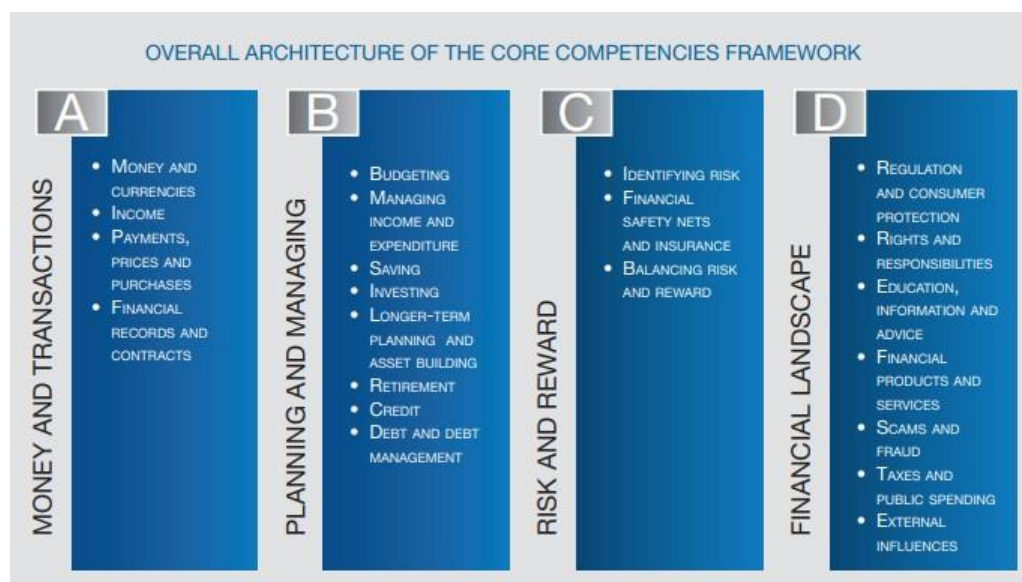 OVERALL ARCHITECTURE OF THE CORE COMPETENCIES FRAMEWORK
A
MONEY AND TRANSACTIONS
• MONEY AND
CURRENCIES
• INCOME
• PAYMENTS,
PRICES AND
PURCHASES
• FINANCIAL
RECORDS AND
CONTRACTS
B
PLANNING AND MANAGING
• BUDGETING
• MANAGING
INCOME AND
EXPENDITURE
• SAVING
• INVESTING
• LONGER-TERM
PLANNING AND
ASSET BUILDING
• RETIREMENT
• CREDIT
• DEBT AND DEBT
MANAGEMENT
C
RISK AND REWARD
• IDENTIFYING RISK
• FINANCIAL
SAFETY NETS
AND INSURANCE
• BALANCING RISK
AND REWARD
D
FINANCIAL LANDSCAPE
• REGULATION
AND CONSUMER
PROTECTION
• RIGHTS AND
RESPONSIBILITIES
• EDUCATION,
INFORMATION AND
ADVICE
• FINANCIAL
PRODUCTS AND
SERVICES
• SCAMS AND
FRAUD
• TAXES AND
PUBLIC SPENDING
• EXTERNAL
INFLUENCES